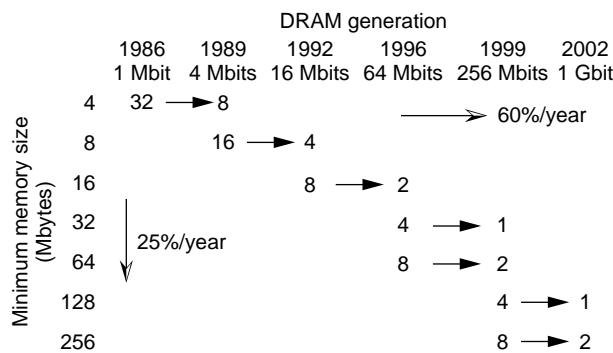 DRAM generation
1986 1989 1992 1996 1999 2002
1 Mbit 4 Mbits 16 Mbits 64 Mbits 256 Mbits 1 Gbit
Minimum memory size
(Mbytes)
4 32 8
60%/year
8 16 4
16 8 2
32 4 1
25%/year
64 8 2
128 4 1
256 8 2